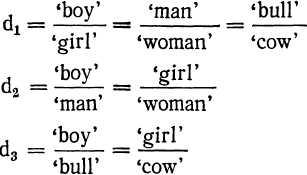 d₁ = ‘boy’/‘girl’ = ‘man’/‘woman’ = ‘bull’/‘cow’
d₂ = ‘boy’/‘man’ = ‘girl’/‘woman’
d₃ = ‘boy’/‘bull’ = ‘girl’/‘cow’